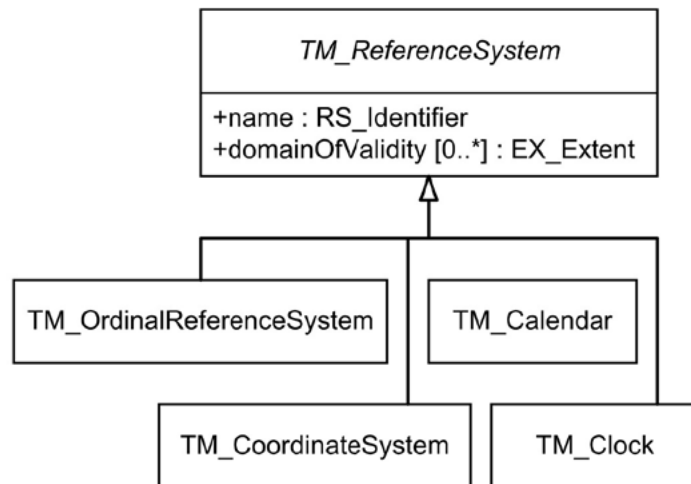 TM_ReferenceSystem
+name : RS_Identifier
+domainOfValidity [0..*] : EX_Extent
TM_OrdinalReferenceSystem
TM_Calendar
TM_CoordinateSystem
TM_Clock